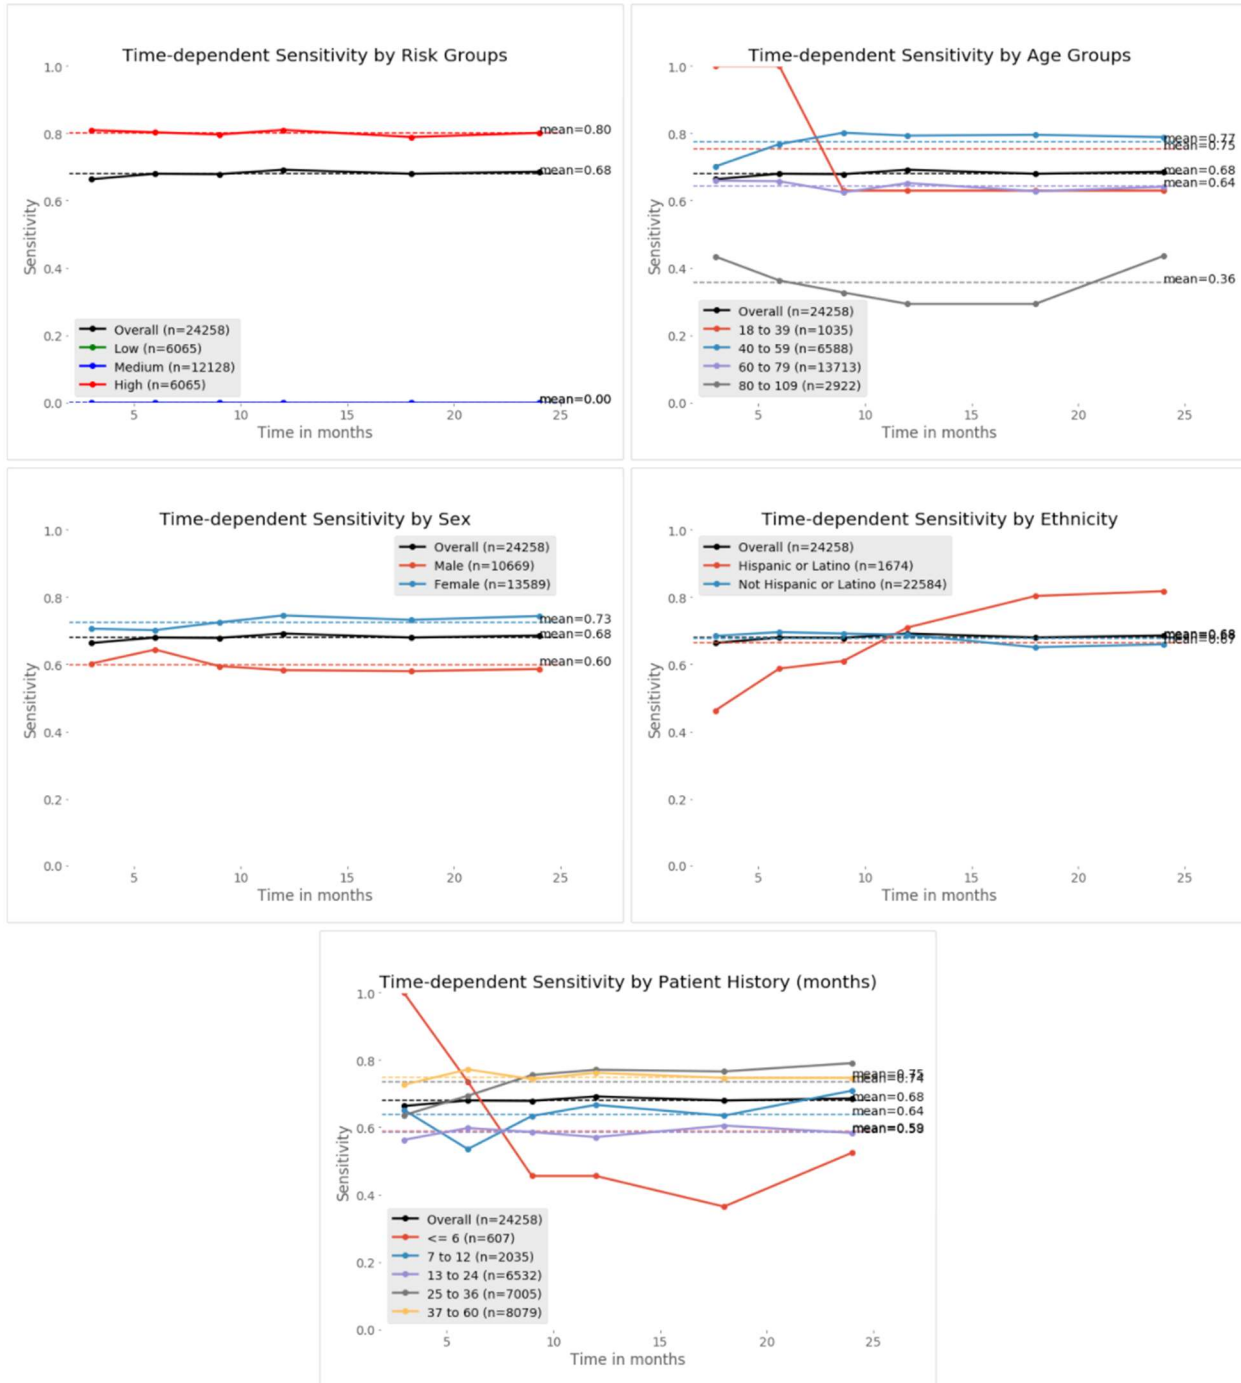 Time-dependent Sensitivity by Risk Groups
1.0
0.8
0.6
0.4
0.2
0.0
Sensitivity
mean=0.80
mean=0.68
Overall (n=24258)
Low (n=6065)
Medium (n=12128)
High (n=6065)
mean=0.00
5 10 15 20 25
Time in months
Time-dependent Sensitivity by Age Groups
1.0
0.8
0.6
0.4
0.2
0.0
Sensitivity
mean=0.77
mean=0.75
mean=0.68
mean=0.64
mean=0.36
Overall (n=24258)
18 to 39 (n=1035)
40 to 59 (n=6588)
60 to 79 (n=13713)
80 to 109 (n=2922)
5 10 15 20 25
Time in months
Time-dependent Sensitivity by Sex
1.0
0.8
0.6
0.4
0.2
0.0
Sensitivity
Overall (n=24258)
Male (n=10669)
Female (n=13589)
mean=0.73
mean=0.68
mean=0.60
5 10 15 20 25
Time in months
Time-dependent Sensitivity by Ethnicity
1.0
0.8
0.6
0.4
0.2
0.0
Sensitivity
Overall (n=24258)
Hispanic or Latino (n=1674)
Not Hispanic or Latino (n=22584)
mean=0.68
mean=0.67
5 10 15 20 25
Time in months
Time-dependent Sensitivity by Patient History (months)
1.0
0.8
0.6
0.4
0.2
0.0
Sensitivity
mean=0.75
mean=0.74
mean=0.68
mean=0.64
mean=0.59
Overall (n=24258)
<= 6 (n=607)
7 to 12 (n=2035)
13 to 24 (n=6532)
25 to 36 (n=7005)
37 to 60 (n=8079)
5 10 15 20 25
Time in months